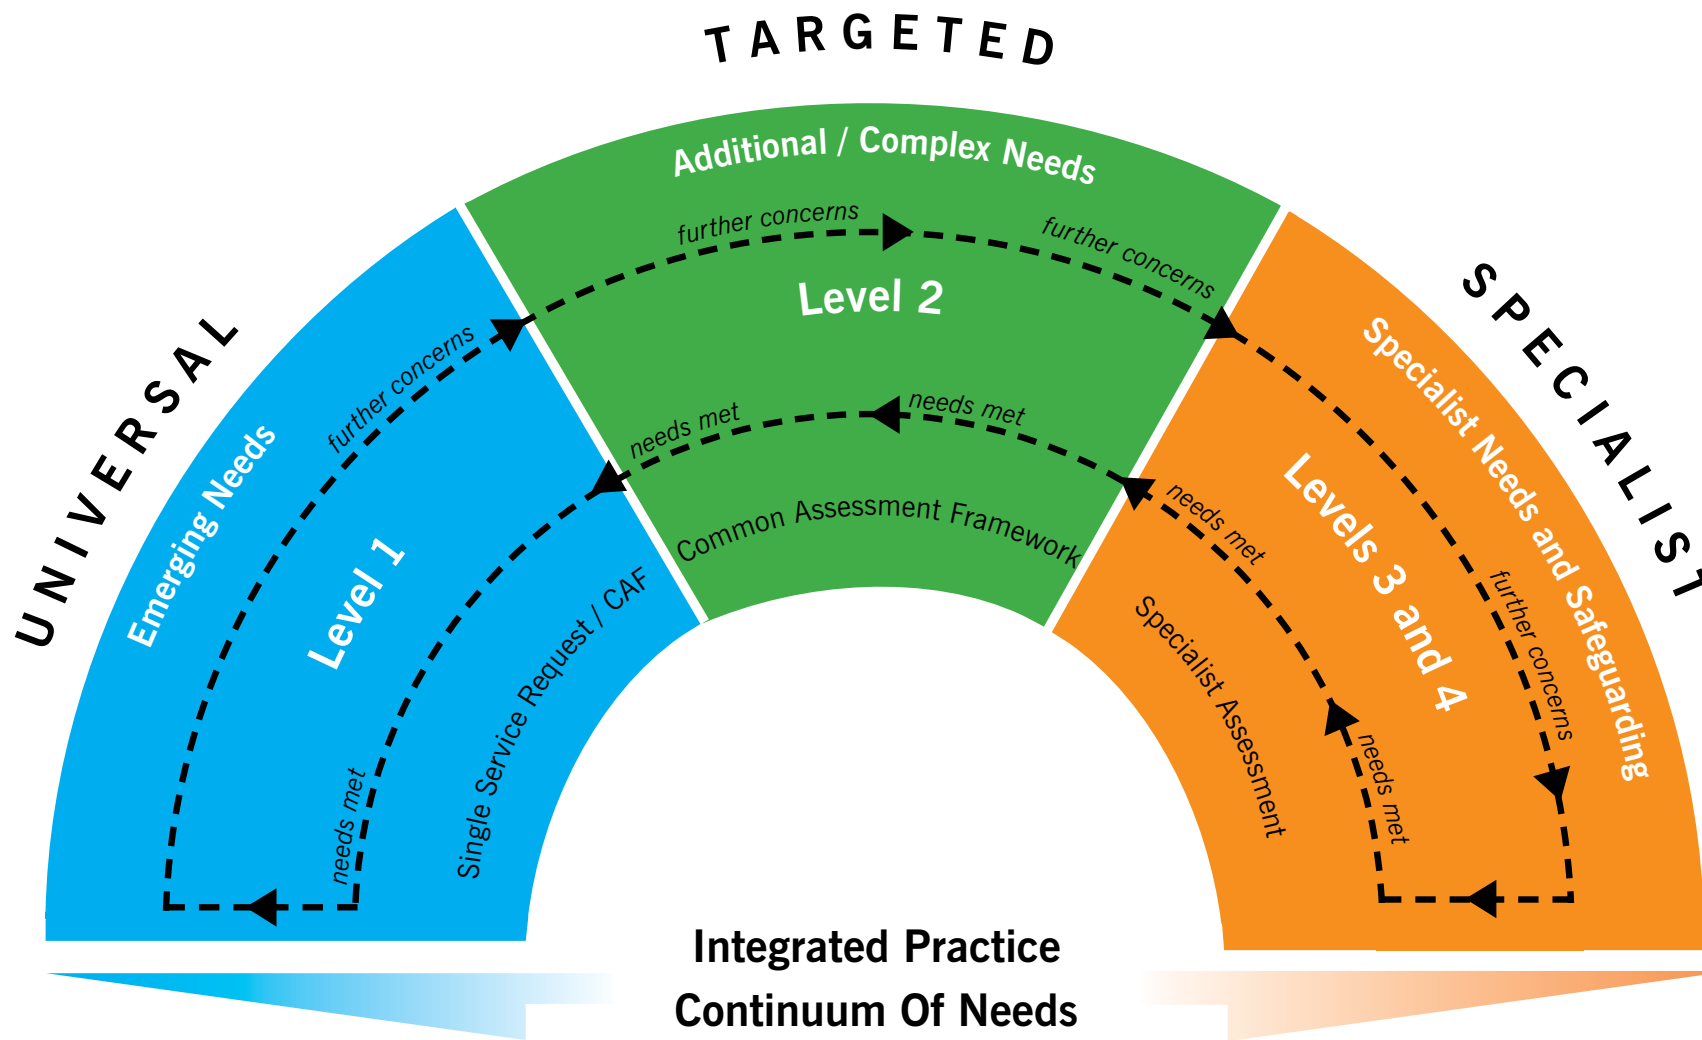 TARGETED
Additional / Complex Needs
further concerns
further concerns
Level 2
needs met
needs met
Common Assessment Framework
UNIVERSAL
Emerging Needs
further concerns
Level 1
needs met
Single Service Request / CAF
SPECIALIST
Specialist Needs and Safeguarding
Levels 3 and 4
further concerns
needs met
needs met
Specialist Assessment
Integrated Practice
Continuum Of Needs